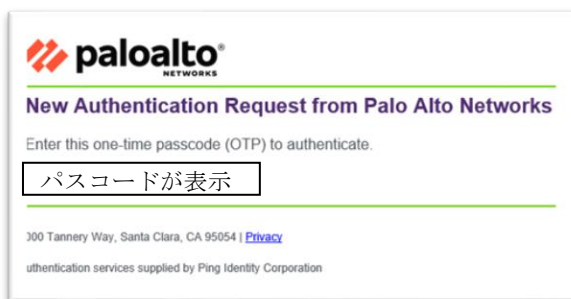 paloalto®
NETWORKS
New Authentication Request from Palo Alto Networks
Enter this one-time passcode (OTP) to authenticate.
パスコードが表示
000 Tannery Way, Santa Clara, CA 95054 | Privacy
uthentication services supplied by Ping Identity Corporation